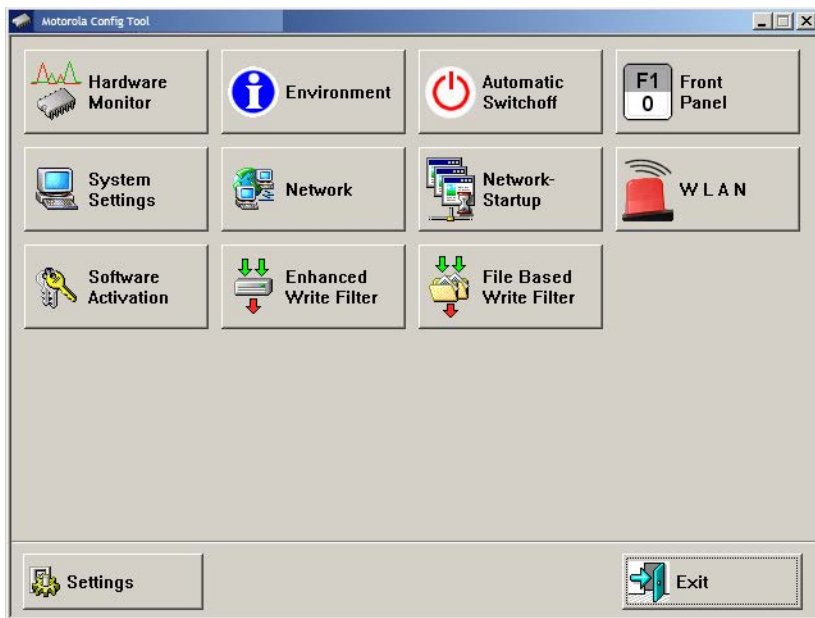 Motorola Config Tool
Hardware
Monitor
Environment
Automatic
Switchoff
F1
0
Front
Panel
System
Settings
Network
Network-
Startup
WLAN
Software
Activation
Enhanced
Write Filter
File Based
Write Filter
Settings
Exit